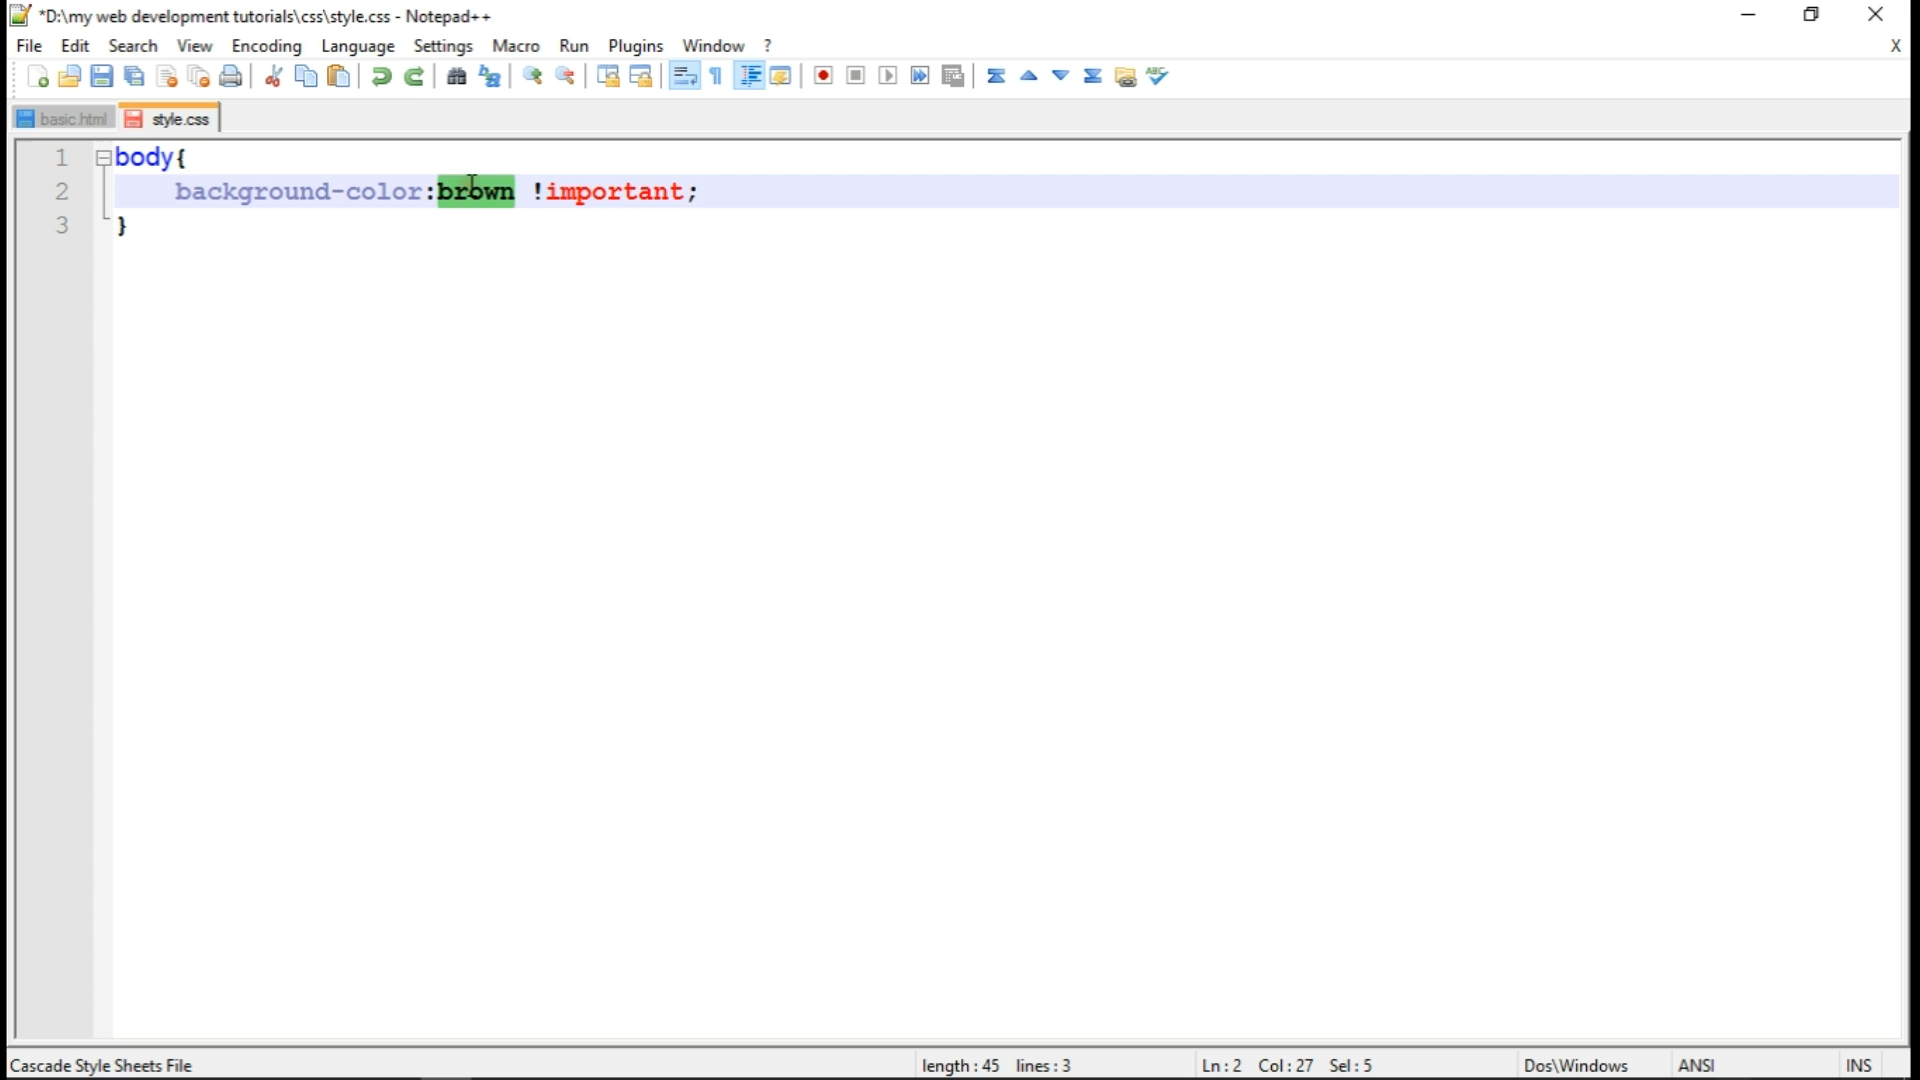 *D:\my web development tutorials\css\style.css - Notepad++
File Edit Search View Encoding Language Settings Macro Run Plugins Window ? X
basic.html style.css
1 body{
2 background-color:brown !important;
3 }
Cascade Style Sheets File length : 45 lines : 3 Ln : 2 Col : 27 Sel : 5 Dos\Windows ANSI INS